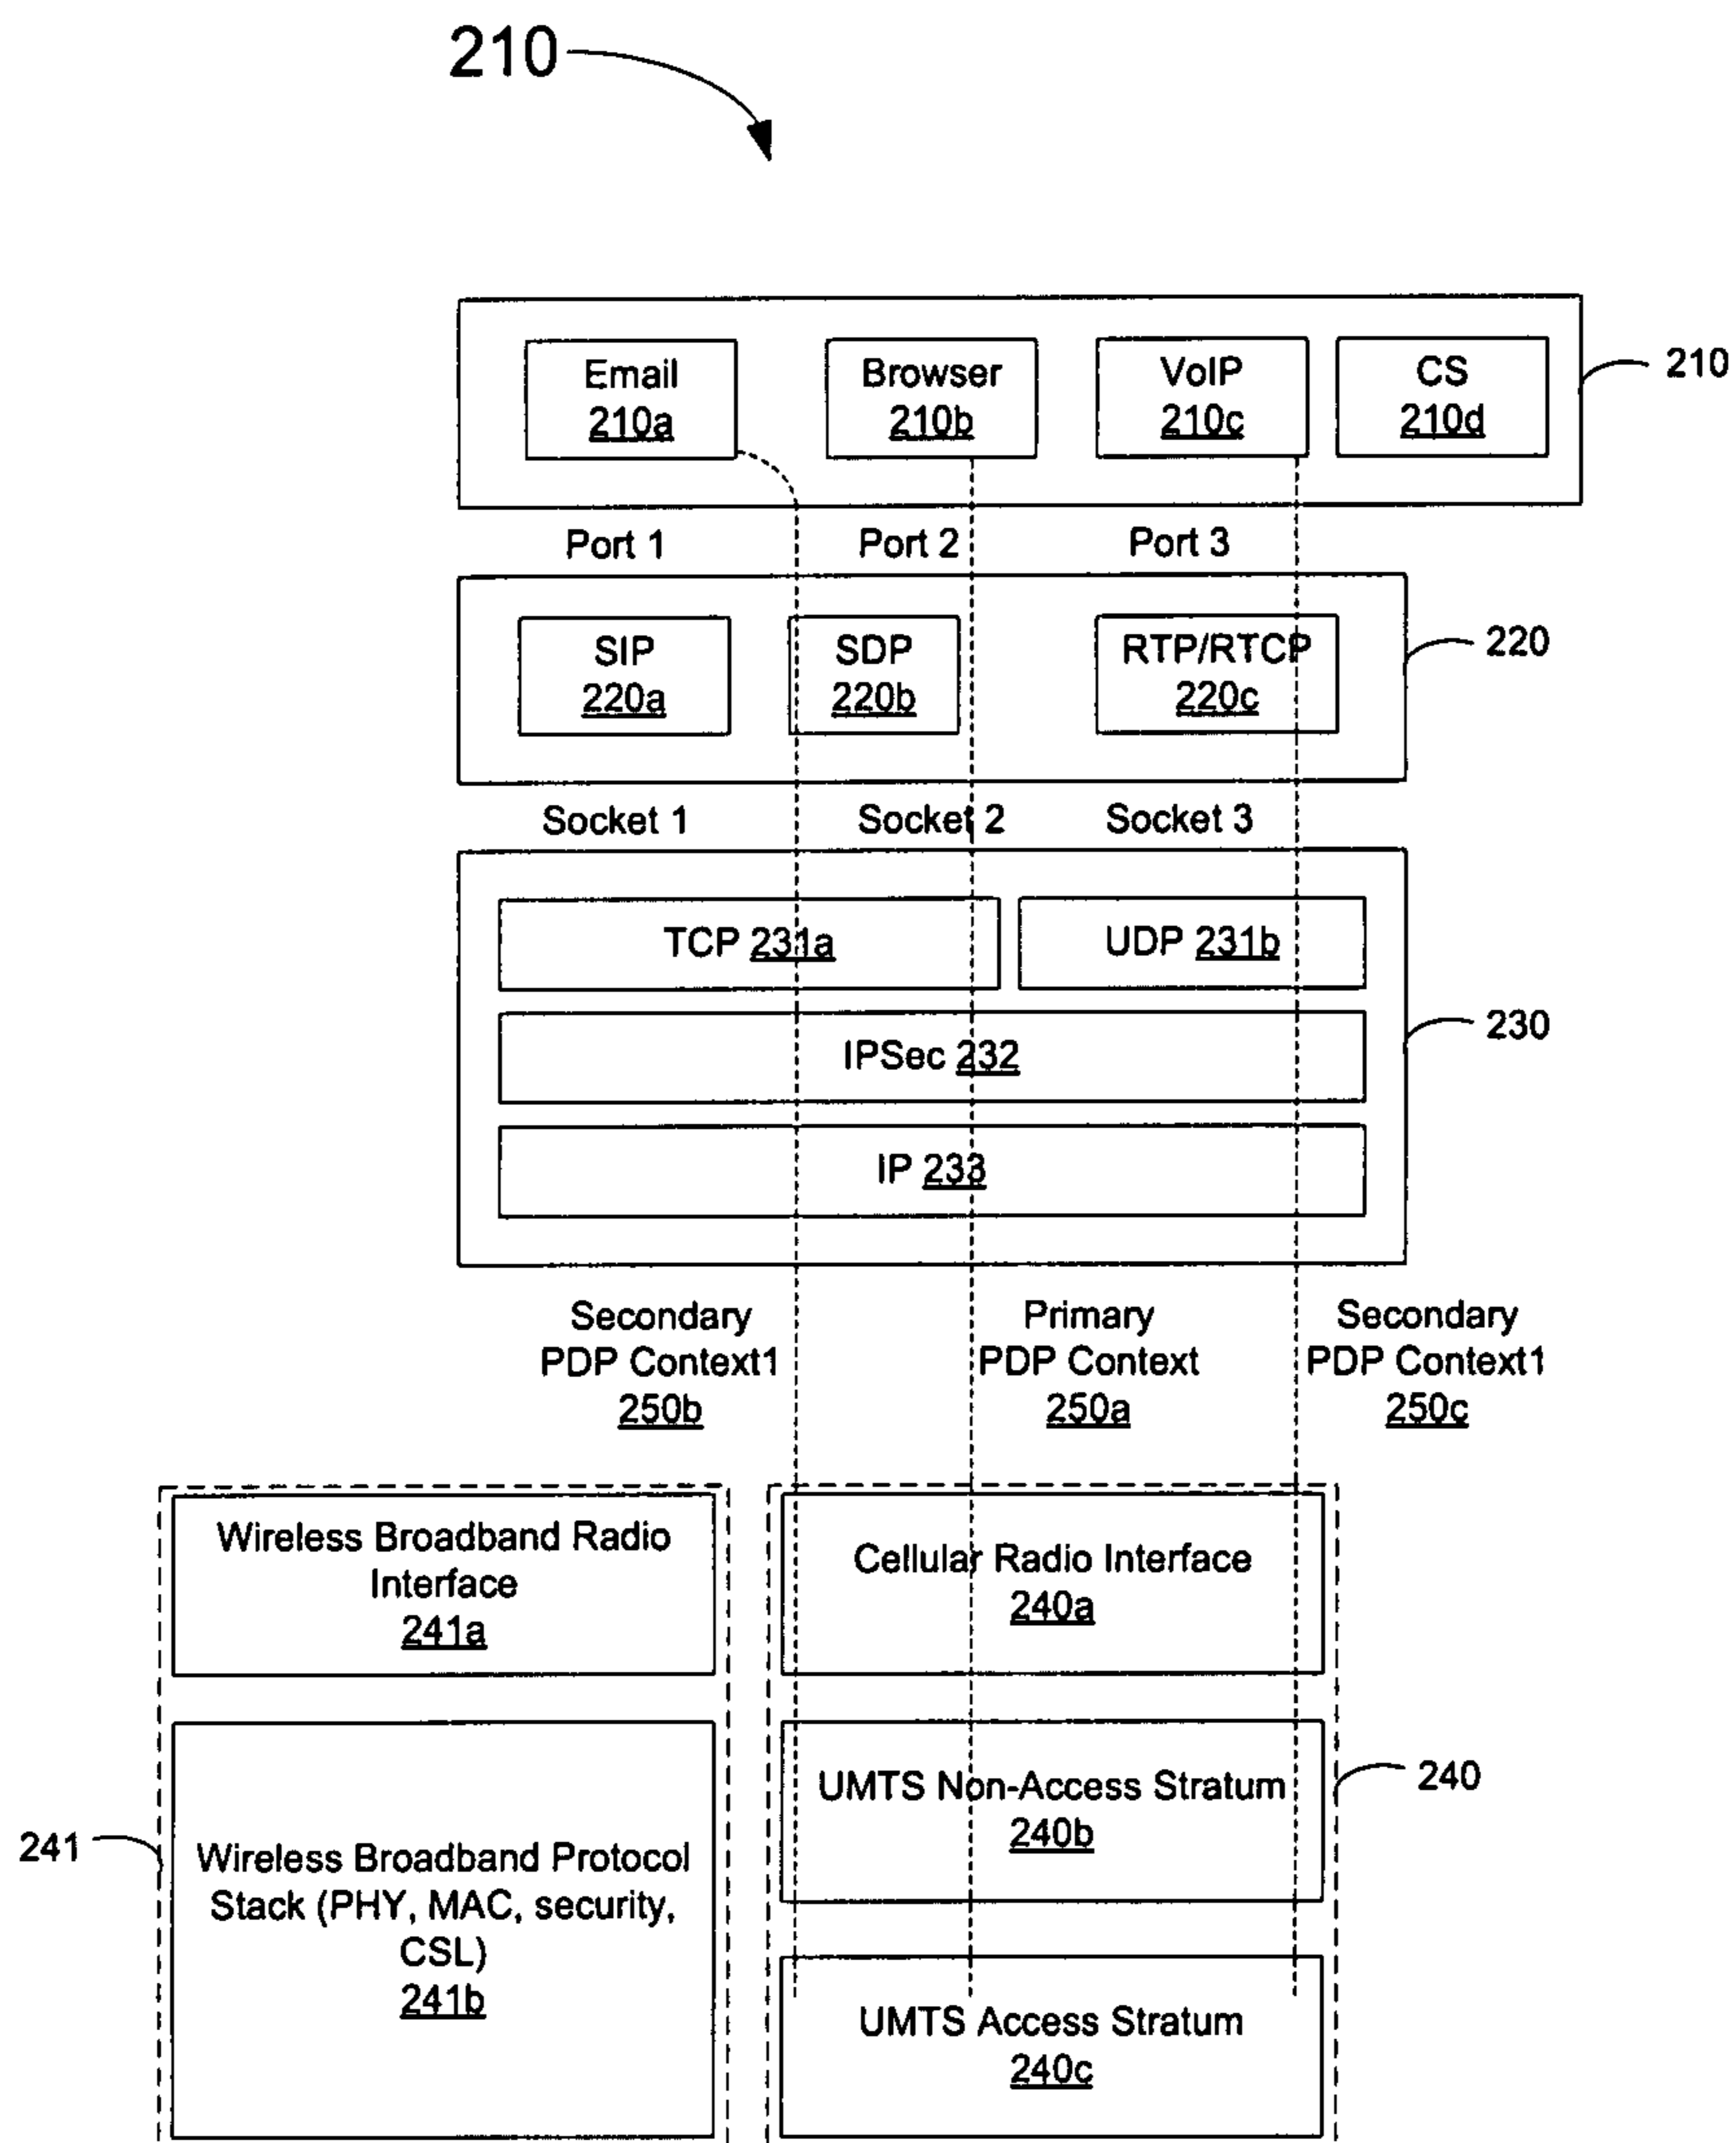 210
Email
210a
Browser
210b
VoIP
210c
CS
210d
210
Port 1
Port 2
Port 3
SIP
220a
SDP
220b
RTP/RTCP
220c
220
Socket 1
Socket 2
Socket 3
TCP 231a
UDP 231b
IPSec 232
IP 233
230
Secondary
PDP Context1
250b
Primary
PDP Context
250a
Secondary
PDP Context1
250c
Wireless Broadband Radio
Interface
241a
Cellular Radio Interface
240a
UMTS Non-Access Stratum
240b
240
241
Wireless Broadband Protocol
Stack (PHY, MAC, security,
CSL)
241b
UMTS Access Stratum
240c